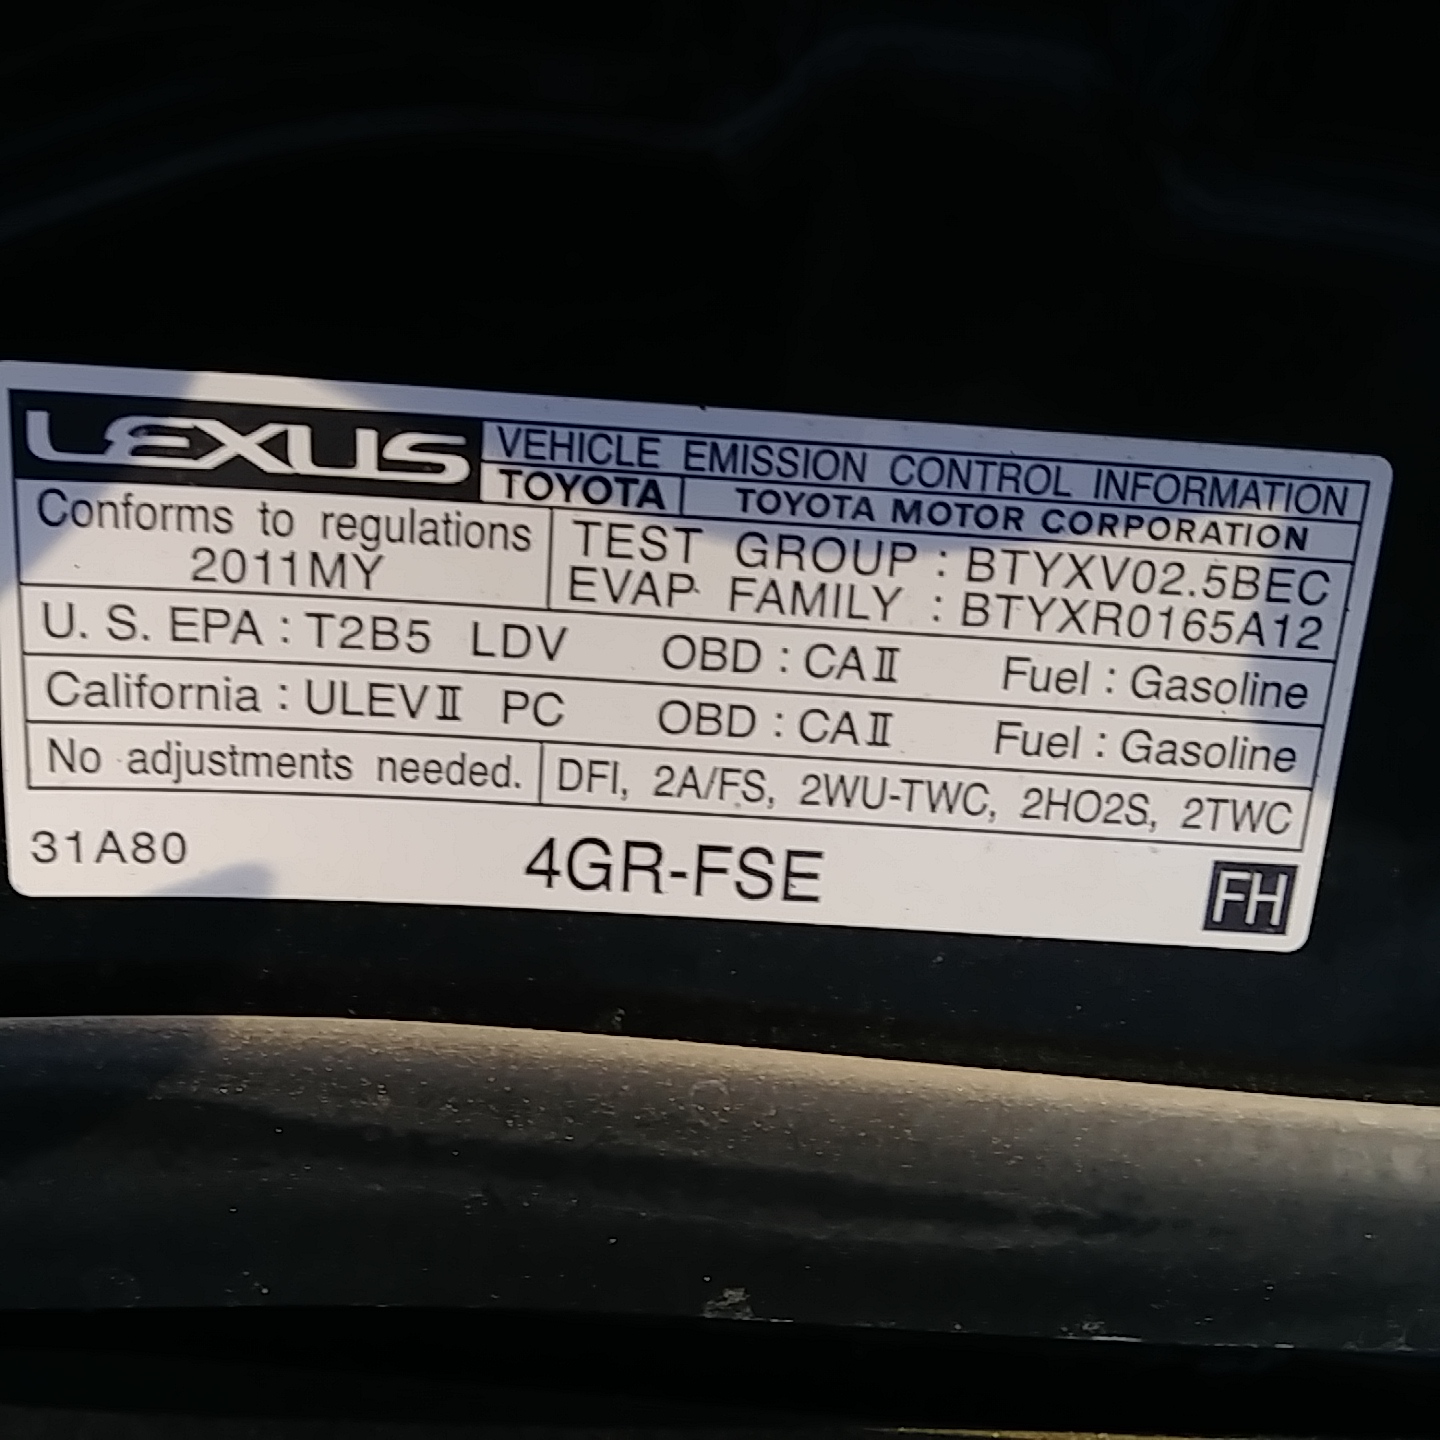 LEXUS VEHICLE EMISSION CONTROL INFORMATION
TOYOTA TOYOTA MOTOR CORPORATION
Conforms to regulations
2011MY
TEST GROUP : BTYXV02.5BEC
EVAP FAMILY : BTYXR0165A12
U. S. EPA : T2B5 LDV OBD : CAⅡ Fuel : Gasoline
California : ULEVⅡ PC OBD : CAⅡ Fuel : Gasoline
No adjustments needed. DFI, 2A/FS, 2WU-TWC, 2HO2S, 2TWC
31A80 4GR-FSE FH